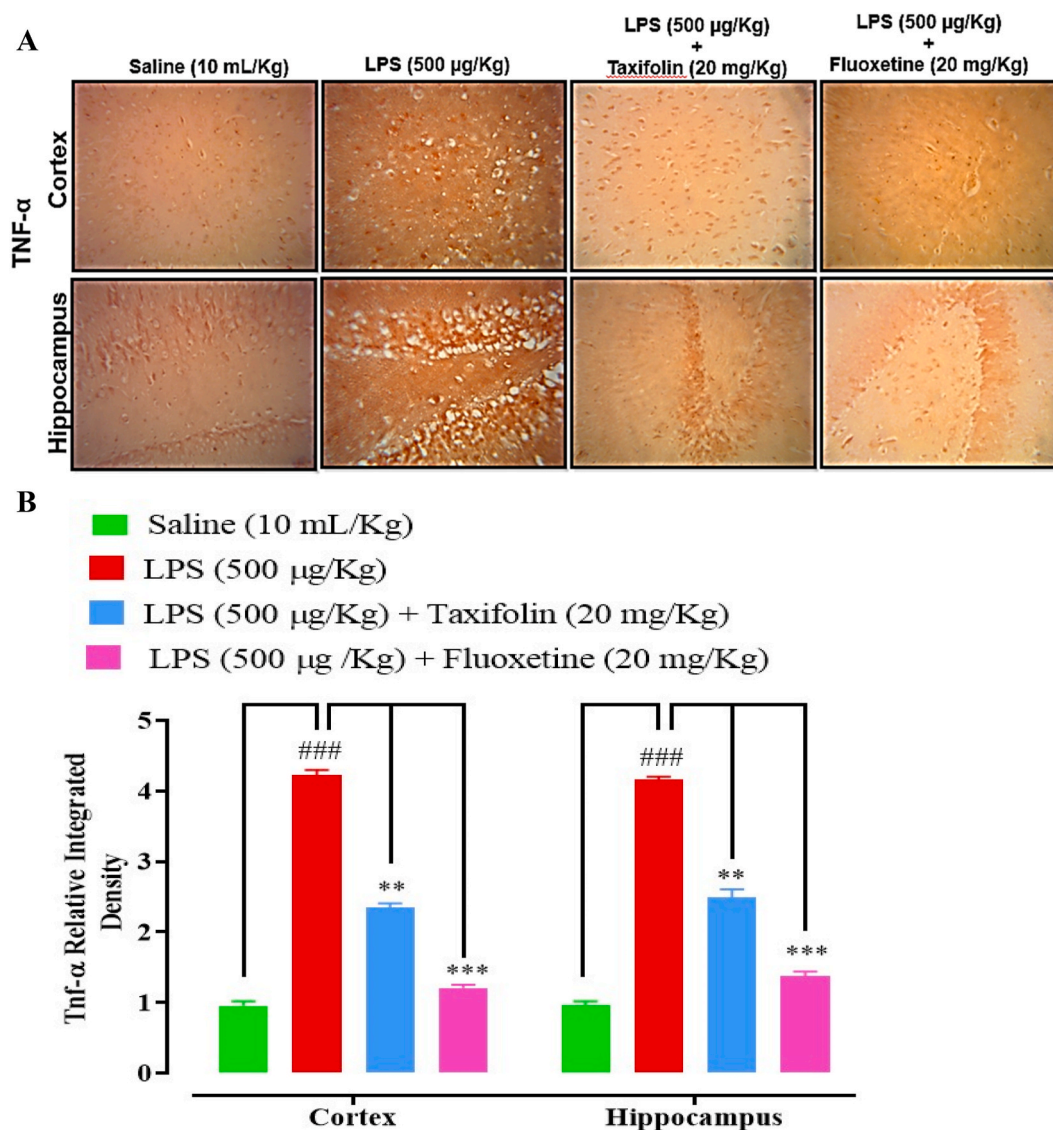 A
Saline (10 mL/Kg)
LPS (500 µg/Kg)
LPS (500 µg/Kg)
+
Taxifolin (20 mg/Kg)
LPS (500 µg/Kg)
+
Fluoxetine (20 mg/Kg)
TNF-α
Cortex
Hippocampus
B
Saline (10 mL/Kg)
LPS (500 µg/Kg)
LPS (500 µg/Kg) + Taxifolin (20 mg/Kg)
LPS (500 µg /Kg) + Fluoxetine (20 mg/Kg)
Tnf-α Relative Integrated
Density
5
4
3
2
1
0
###
**
***
###
**
***
Cortex
Hippocampus